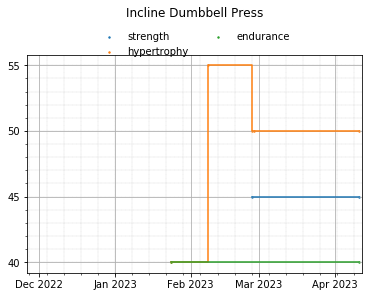 Incline Dumbbell Press
strength endurance
hypertrophy
55
50
45
40
Dec 2022 Jan 2023 Feb 2023 Mar 2023 Apr 2023